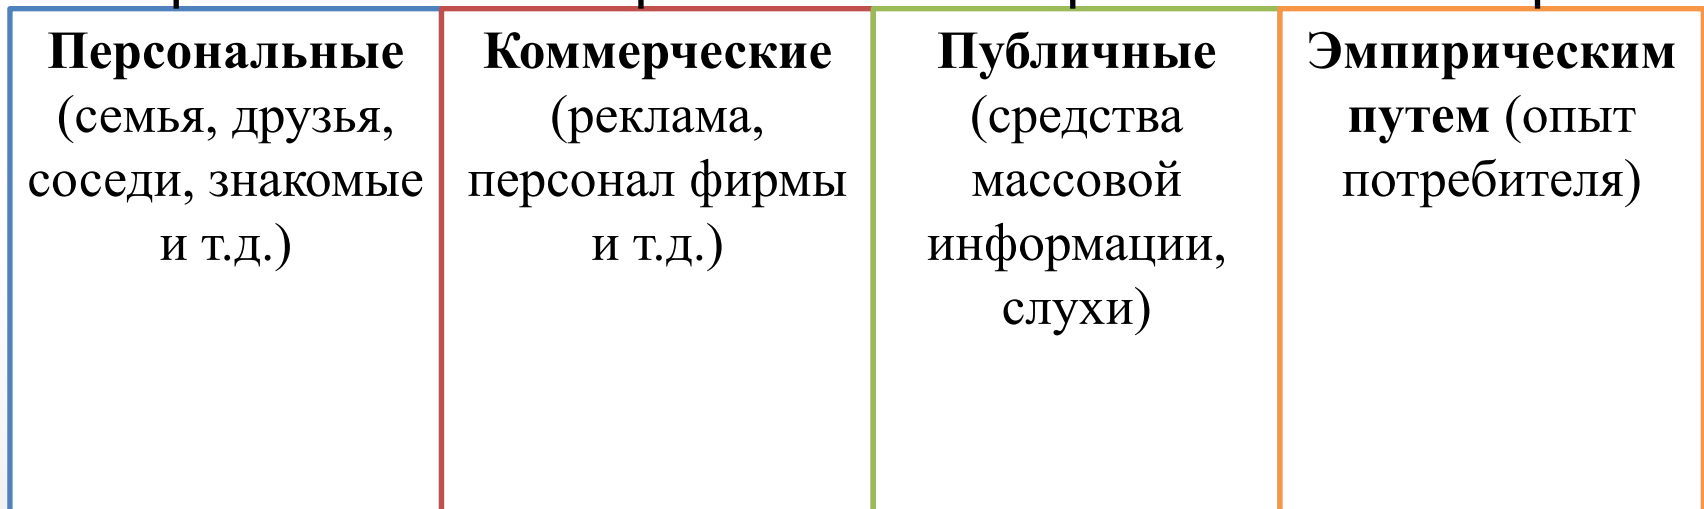 Персональные
(семья, друзья,
соседи, знакомые
и т.д.)
Коммерческие
(реклама,
персонал фирмы
и т.д.)
Публичные
(средства
массовой
информации,
слухи)
Эмпирическим
путем (опыт
потребителя)